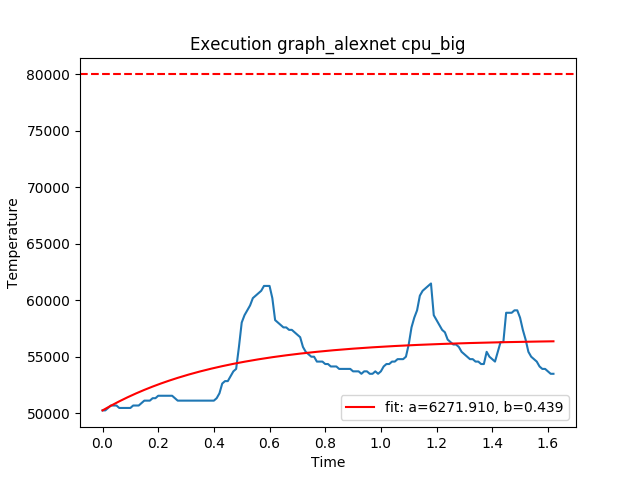 Execution graph_alexnet cpu_big
80000
75000
70000
65000
60000
55000
50000
Temperature
fit: a=6271.910, b=0.439
0.0 0.2 0.4 0.6 0.8 1.0 1.2 1.4 1.6
Time